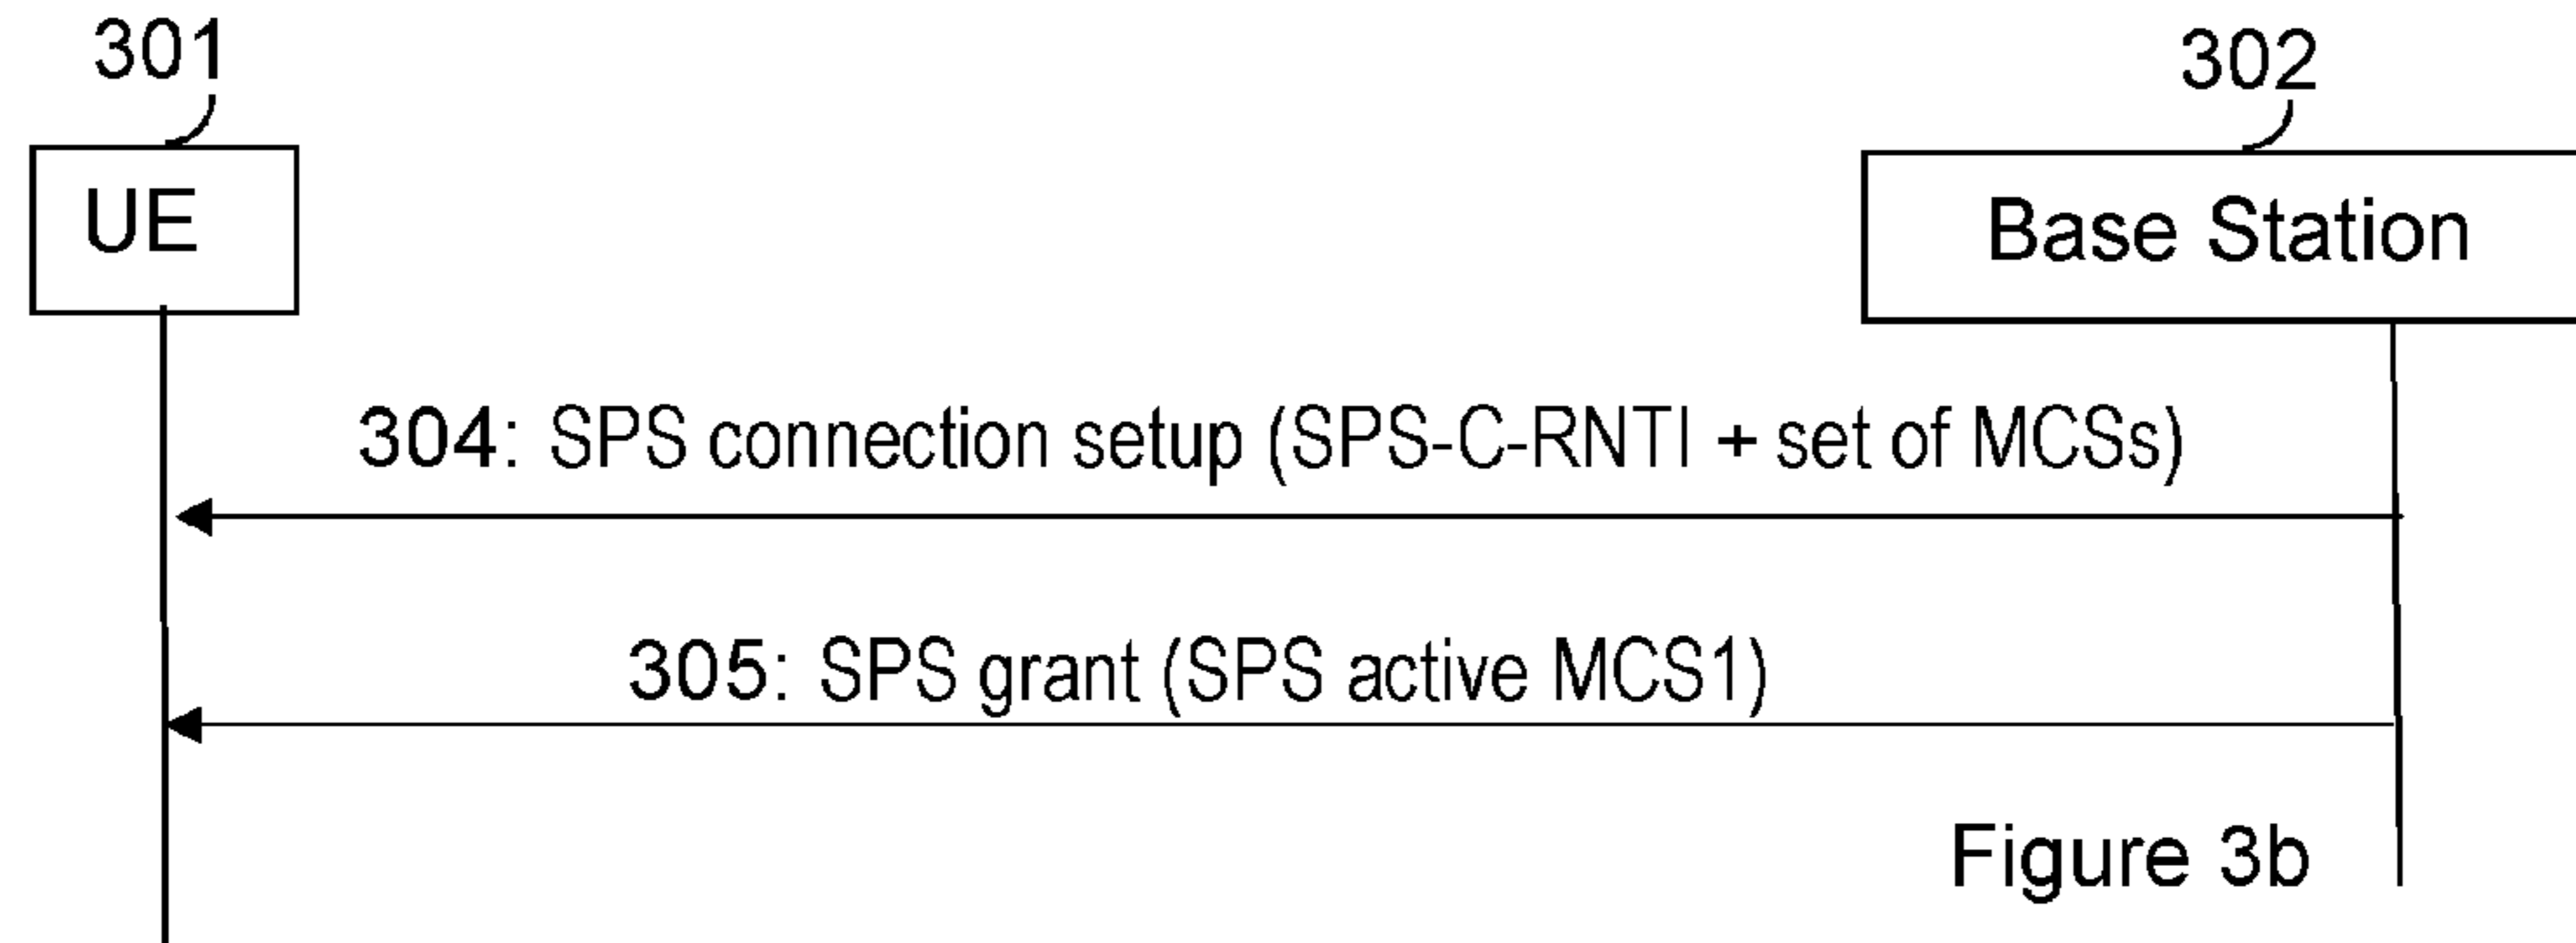 301
302
UE
Base Station
304: SPS connection setup (SPS-C-RNTI + set of MCSs)
305: SPS grant (SPS active MCS1)
Figure 3b